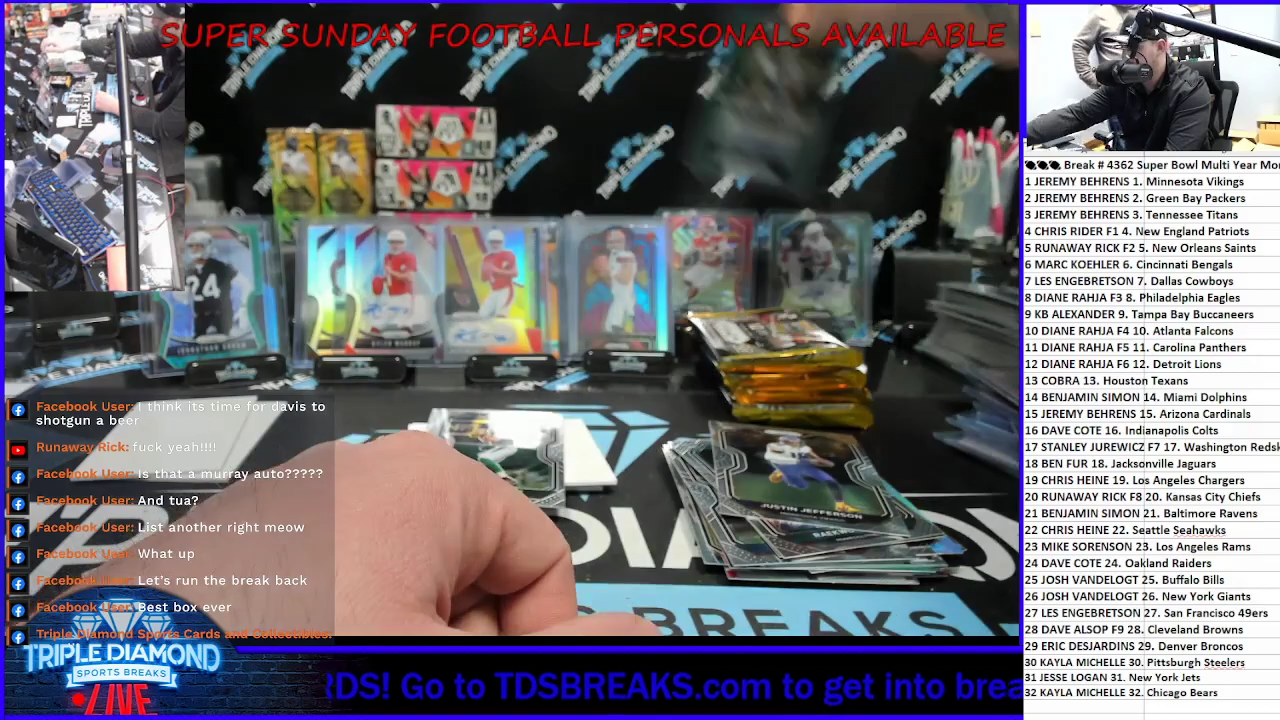 SUPER SUNDAY FOOTBALL PERSONALS AVAILABLE
Break # 4362 Super Bowl Multi Year Mo
1 JEREMY BEHRENS 1. Minnesota Vikings
2 JEREMY BEHRENS 2. Green Bay Packers
3 JEREMY BEHRENS 3. Tennessee Titans
4 CHRIS RIDER F1 4. New England Patriots
5 RUNAWAY RICK F2 5. New Orleans Saints
6 MARC KOEHLER 6. Cincinnati Bengals
7 LES ENGEBRETSON 7. Dallas Cowboys
8 DIANE RAHJA F3 8. Philadelphia Eagles
9 KB ALEXANDER 9. Tampa Bay Buccaneers
10 DIANE RAHJA F4 10. Atlanta Falcons
11 DIANE RAHJA F5 11. Carolina Panthers
12 DIANE RAHJA F6 12. Detroit Lions
13 COBRA 13. Houston Texans
14 BENJAMIN SIMON 14. Miami Dolphins
15 JEREMY BEHRENS 15. Arizona Cardinals
16 DAVE COTE 16. Indianapolis Colts
17 STANLEY JUREWICZ F7 17. Washington Redsk
18 BEN FUR 18. Jacksonville Jaguars
19 CHRIS HEINE 19. Los Angeles Chargers
20 RUNAWAY RICK F8 20. Kansas City Chiefs
21 BENJAMIN SIMON 21. Baltimore Ravens
22 CHRIS HEINE 22. Seattle Seahawks
23 MIKE SORENSON 23. Los Angeles Rams
24 DAVE COTE 24. Oakland Raiders
25 JOSH VANDELOGT 25. Buffalo Bills
26 JOSH VANDELOGT 26. New York Giants
27 LES ENGEBRETSON 27. San Francisco 49ers
28 DAVE ALSOP F9 28. Cleveland Browns
29 ERIC DOTY F10 29. Denver Broncos
30 KAYLA MICELLE 30. Pittsburg's Steelers
31 JESSE LOGAN 31. New York Jets
32 KAYLA MICELLE 32. Chicago Bears
Facebook User: I think its time for davis to
shotgun a beer
Runaway Rick: fuck yeah!!!!
Facebook User: Is that a murray auto?????
Facebook User: And tua?
Facebook User: List another right meow
Facebook User: What up
Facebook User: Let's run the break back
Facebook User: Best box ever
Triple Diamond Sports Cards and Collectibles:
JUSTIN JEFFERSON
BREAKS
TRIPLE DIAMOND
SPORTS BREAKS
LIVE
RDS! Go to TDSBREAKS.com to get into brea